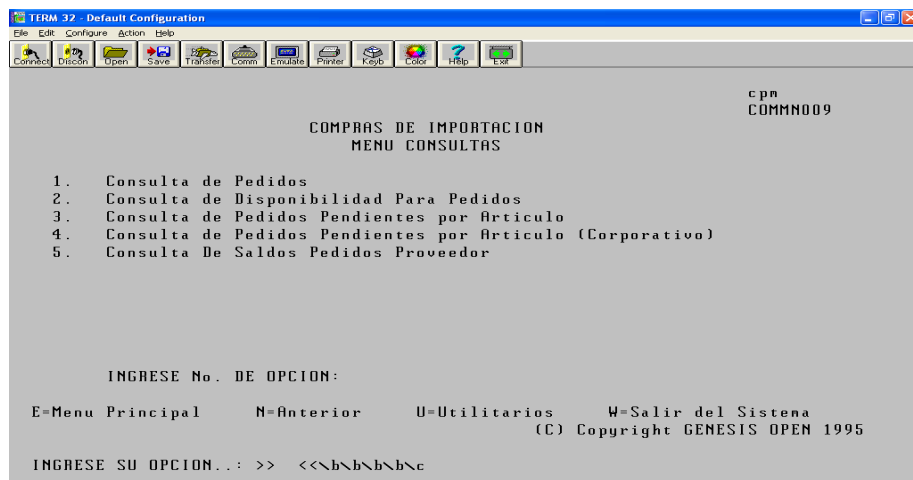 TERM 32 - Default Configuration
File Edit Configure Action Help
Connect Discon Open Save Transfer Comm Emulate Printer Keyb Color Help Exit
cpm
COMMN009
COMPRAS DE IMPORTACION
MENU CONSULTAS
1. Consulta de Pedidos
2. Consulta de Disponibilidad Para Pedidos
3. Consulta de Pedidos Pendientes por Articulo
4. Consulta de Pedidos Pendientes por Articulo (Corporativo)
5. Consulta De Saldos Pedidos Proveedor
INGRESE No. DE OPCION:
E=Menu Principal N=Anterior U=Utilitarios W=Salir del Sistema
(C) Copyright GENESIS OPEN 1995
INGRESE SU OPCION..: >> <<\b\b\b\b\c